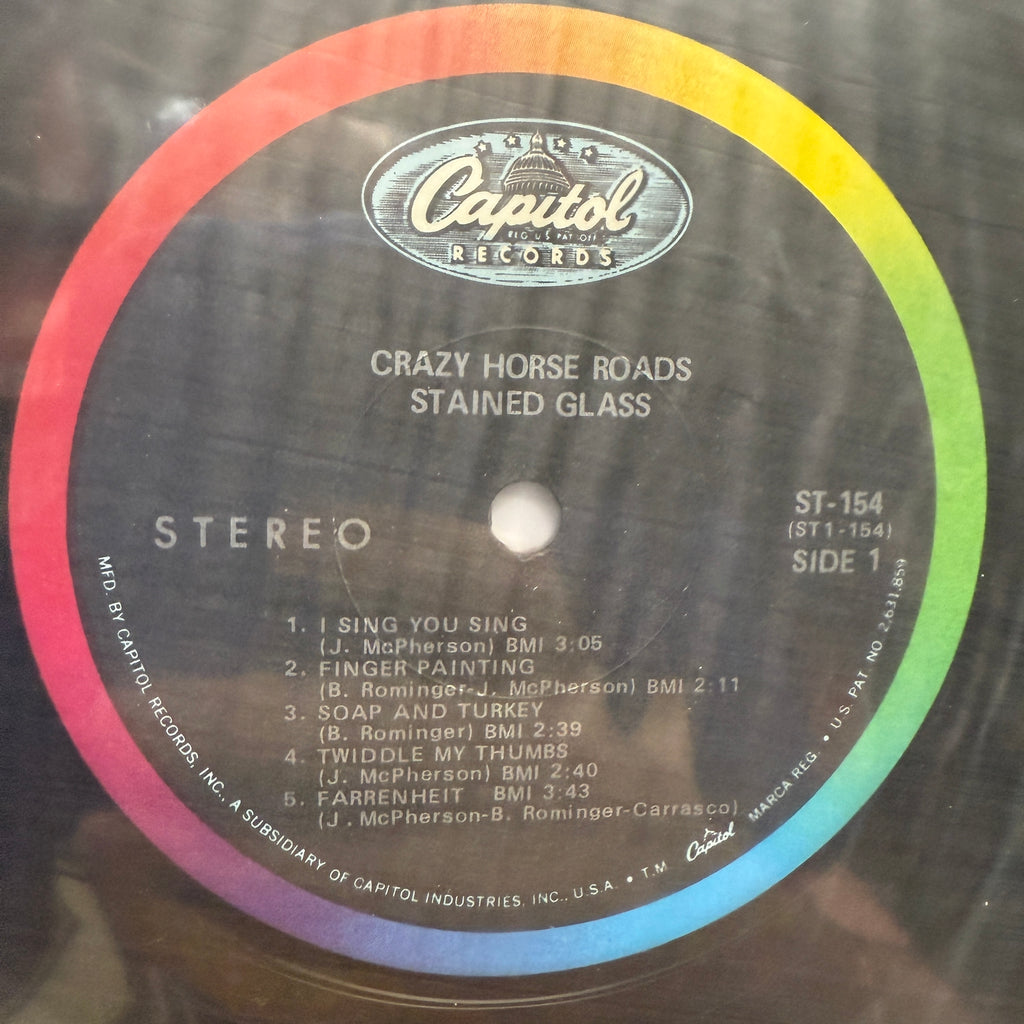 Capitol
REG. U.S. PAT. OFF.
RECORDS
CRAZY HORSE ROADS
STAINED GLASS
STEREO
ST-154
(ST1-154)
SIDE 1
1. I SING YOU SING
(J. McPherson) BMI 3:05
2. FINGER PAINTING
(B. Rominger-J. McPherson) BMI 2:11
3. SOAP AND TURKEY
(B. Rominger) BMI 2:39
4. TWIDDLE MY THUMBS
(J. McPherson) BMI 2:40
5. FARRENHEIT BMI 3:43
(J. McPherson-B. Rominger-Carrasco)
MFD. BY CAPITOL RECORDS, INC., A SUBSIDIARY OF CAPITOL INDUSTRIES, INC., U.S.A. • T.M. Capitol MARCA REG. • U.S. PAT. NO. 2,631,859